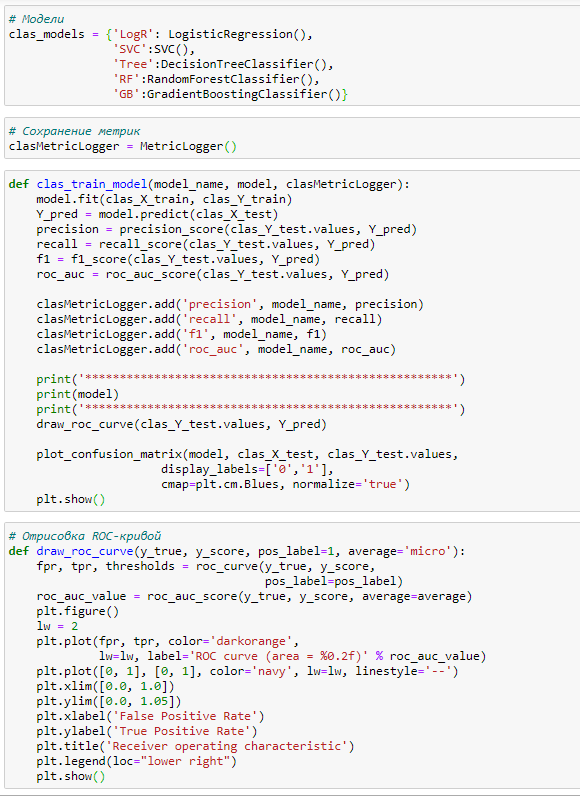 # Модели
clas_models = {'LogR': LogisticRegression(),
               'SVC':SVC(),
               'Tree':DecisionTreeClassifier(),
               'RF':RandomForestClassifier(),
               'GB':GradientBoostingClassifier()}
# Сохранение метрик
clasMetricLogger = MetricLogger()
def clas_train_model(model_name, model, clasMetricLogger):
    model.fit(clas_X_train, clas_Y_train)
    Y_pred = model.predict(clas_X_test)
    precision = precision_score(clas_Y_test.values, Y_pred)
    recall = recall_score(clas_Y_test.values, Y_pred)
    f1 = f1_score(clas_Y_test.values, Y_pred)
    roc_auc = roc_auc_score(clas_Y_test.values, Y_pred)

    clasMetricLogger.add('precision', model_name, precision)
    clasMetricLogger.add('recall', model_name, recall)
    clasMetricLogger.add('f1', model_name, f1)
    clasMetricLogger.add('roc_auc', model_name, roc_auc)

    print('*****************************************************')
    print(model)
    print('*****************************************************')
    draw_roc_curve(clas_Y_test.values, Y_pred)

    plot_confusion_matrix(model, clas_X_test, clas_Y_test.values,
                      display_labels=['0','1'],
                      cmap=plt.cm.Blues, normalize='true')
    plt.show()
# Отрисовка ROC-кривой
def draw_roc_curve(y_true, y_score, pos_label=1, average='micro'):
    fpr, tpr, thresholds = roc_curve(y_true, y_score,
                                     pos_label=pos_label)
    roc_auc_value = roc_auc_score(y_true, y_score, average=average)
    plt.figure()
    lw = 2
    plt.plot(fpr, tpr, color='darkorange',
             lw=lw, label='ROC curve (area = %0.2f)' % roc_auc_value)
    plt.plot([0, 1], [0, 1], color='navy', lw=lw, linestyle='--')
    plt.xlim([0.0, 1.0])
    plt.ylim([0.0, 1.05])
    plt.xlabel('False Positive Rate')
    plt.ylabel('True Positive Rate')
    plt.title('Receiver operating characteristic')
    plt.legend(loc="lower right")
    plt.show()